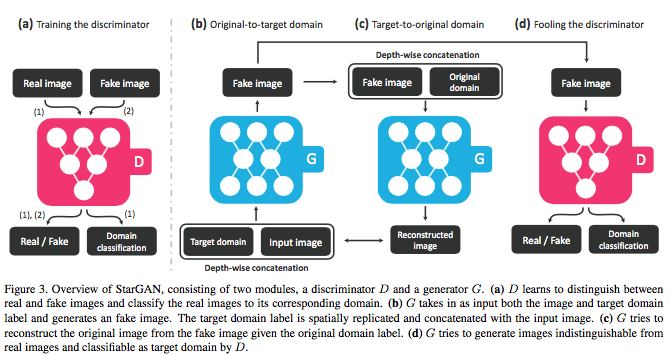 (a) Training the discriminator
(b) Original-to-target domain
(c) Target-to-original domain
(d) Fooling the discriminator
Real image
Fake image
(1)
(2)
D
(1), (2)
(1)
Real / Fake
Domain
classification
Fake image
G
Target domain
Input image
Depth-wise concatenation
Depth-wise concatenation
Fake image
Original
domain
G
Reconstructed
image
Fake image
D
Real / Fake
Domain
classification
Figure 3. Overview of StarGAN, consisting of two modules, a discriminator D and a generator G. (a) D learns to distinguish between
real and fake images and classify the real images to its corresponding domain. (b) G takes in as input both the image and target domain
label and generates an fake image. The target domain label is spatially replicated and concatenated with the input image. (c) G tries to
reconstruct the original image from the fake image given the original domain label. (d) G tries to generate images indistinguishable from
real images and classifiable as target domain by D.